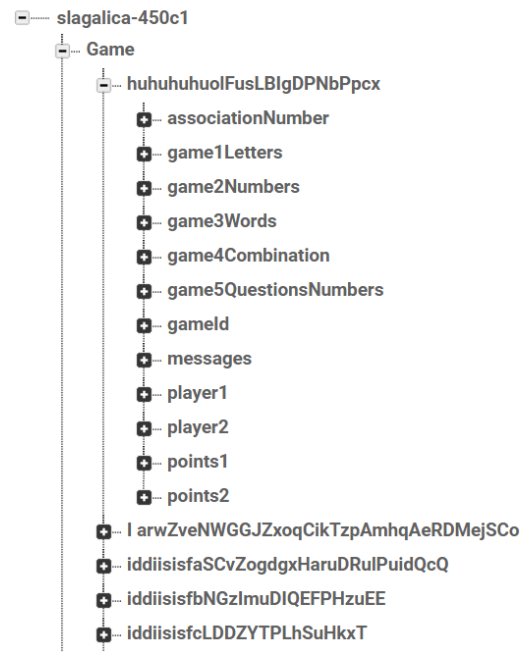 slagalica-450c1
Game
huhuhuhuolFusLBIgDPNbPpcx
associationNumber
game1Letters
game2Numbers
game3Words
game4Combination
game5QuestionsNumbers
gameId
messages
player1
player2
points1
points2
I arwZveNWGGJZxoqCikTzpAmhqAeRDMejSCo
iddiisisfaSCvZogdgxHaruDRulPuidQcQ
iddiisisfbNGzImuDIQEFPHzuEE
iddiisisfcLDDZYTPLhSuHkxT